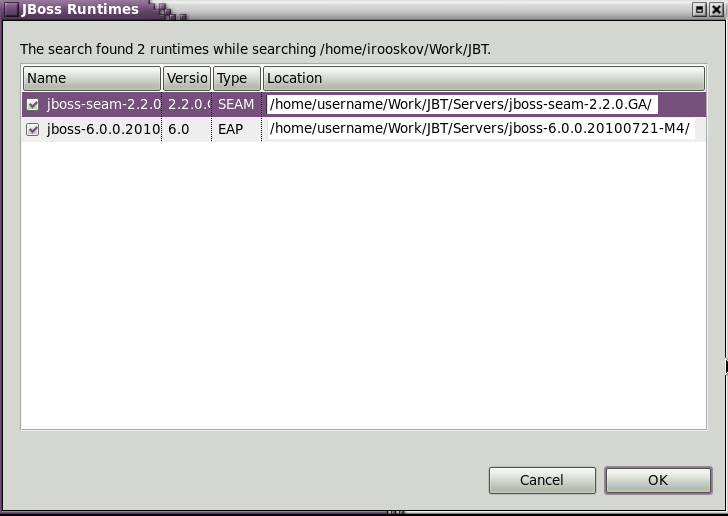 JBoss Runtimes
The search found 2 runtimes while searching /home/irooskov/Work/JBT.
Name Versio Type Location
jboss-seam-2.2.0 2.2.0.( SEAM /home/username/Work/JBT/Servers/jboss-seam-2.2.0.GA/
jboss-6.0.0.2010 6.0 EAP /home/username/Work/JBT/Servers/jboss-6.0.0.20100721-M4/
Cancel OK